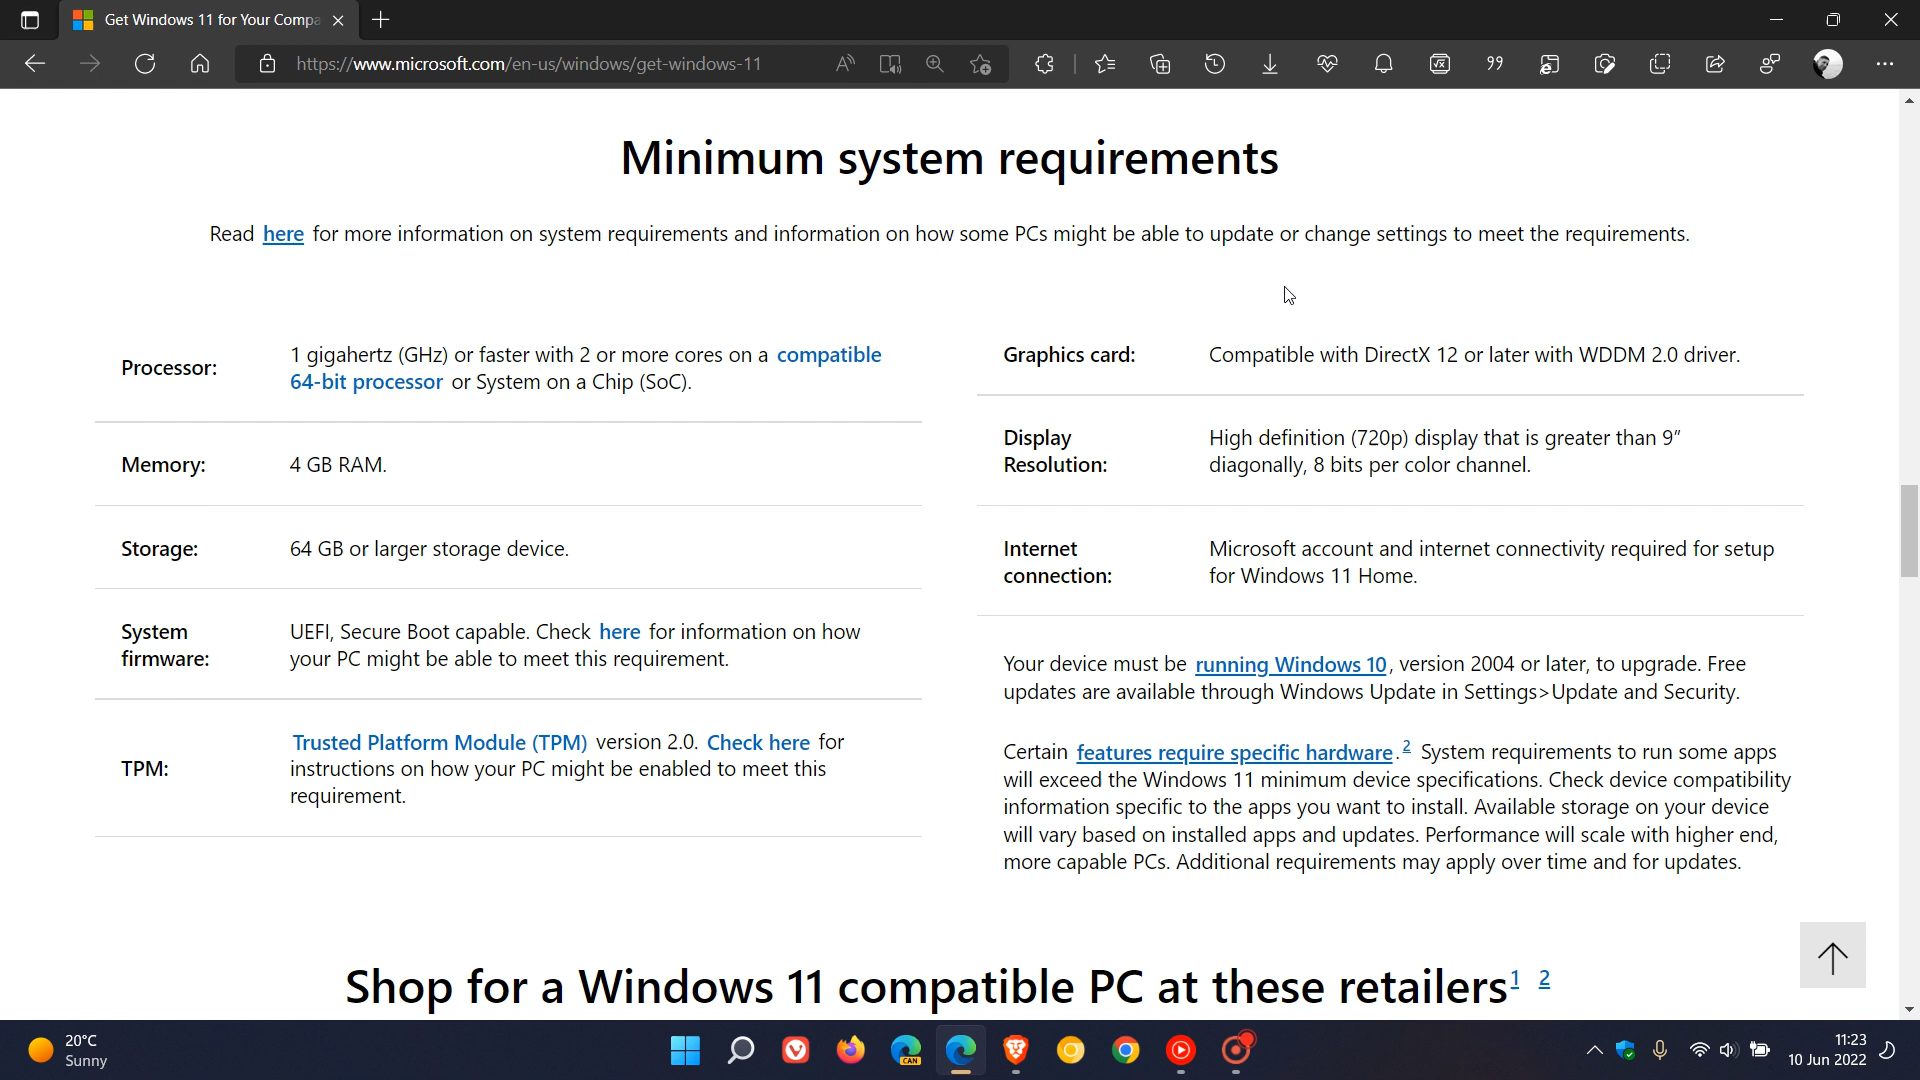 Get Windows 11 for Your Compa
https://www.microsoft.com/en-us/windows/get-windows-11
Minimum system requirements
Read here for more information on system requirements and information on how some PCs might be able to update or change settings to meet the requirements.
Processor:
1 gigahertz (GHz) or faster with 2 or more cores on a compatible
64-bit processor or System on a Chip (SoC).
Memory:
4 GB RAM.
Storage:
64 GB or larger storage device.
System
firmware:
UEFI, Secure Boot capable. Check here for information on how
your PC might be able to meet this requirement.
TPM:
Trusted Platform Module (TPM) version 2.0. Check here for
instructions on how your PC might be enabled to meet this
requirement.
Graphics card:
Compatible with DirectX 12 or later with WDDM 2.0 driver.
Display
Resolution:
High definition (720p) display that is greater than 9”
diagonally, 8 bits per color channel.
Internet
connection:
Microsoft account and internet connectivity required for setup
for Windows 11 Home.
Your device must be running Windows 10, version 2004 or later, to upgrade. Free
updates are available through Windows Update in Settings>Update and Security.
Certain features require specific hardware.2 System requirements to run some apps
will exceed the Windows 11 minimum device specifications. Check device compatibility
information specific to the apps you want to install. Available storage on your device
will vary based on installed apps and updates. Performance will scale with higher end,
more capable PCs. Additional requirements may apply over time and for updates.
Shop for a Windows 11 compatible PC at these retailers1 2
20°C
Sunny
CAN
11:23
10 Jun 2022